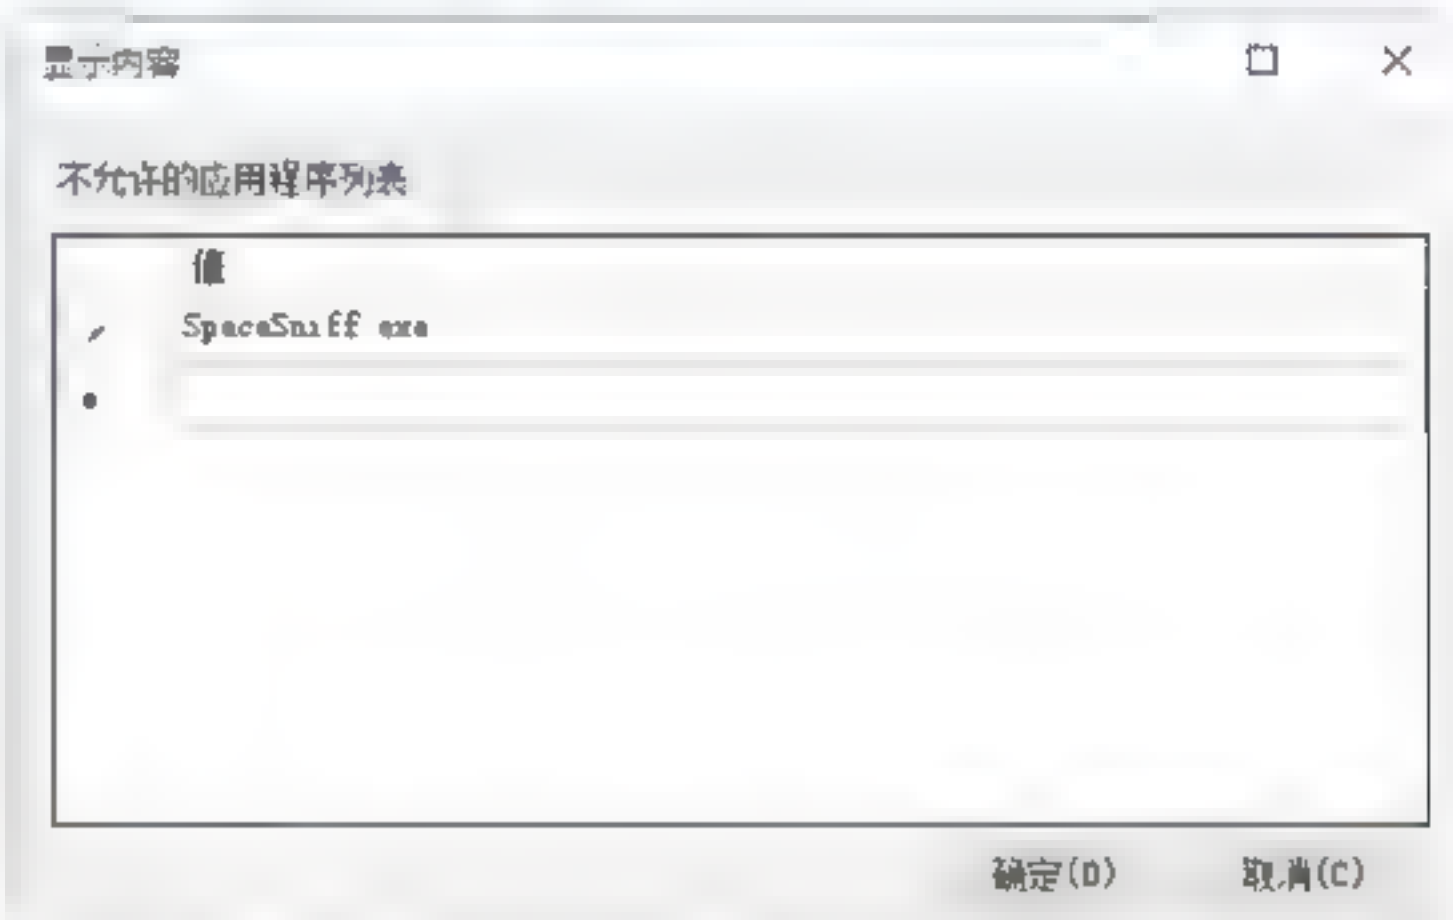 显示内容
不允许的应用程序列表
值
SpaceSniff exe
确定(O)
取消(C)